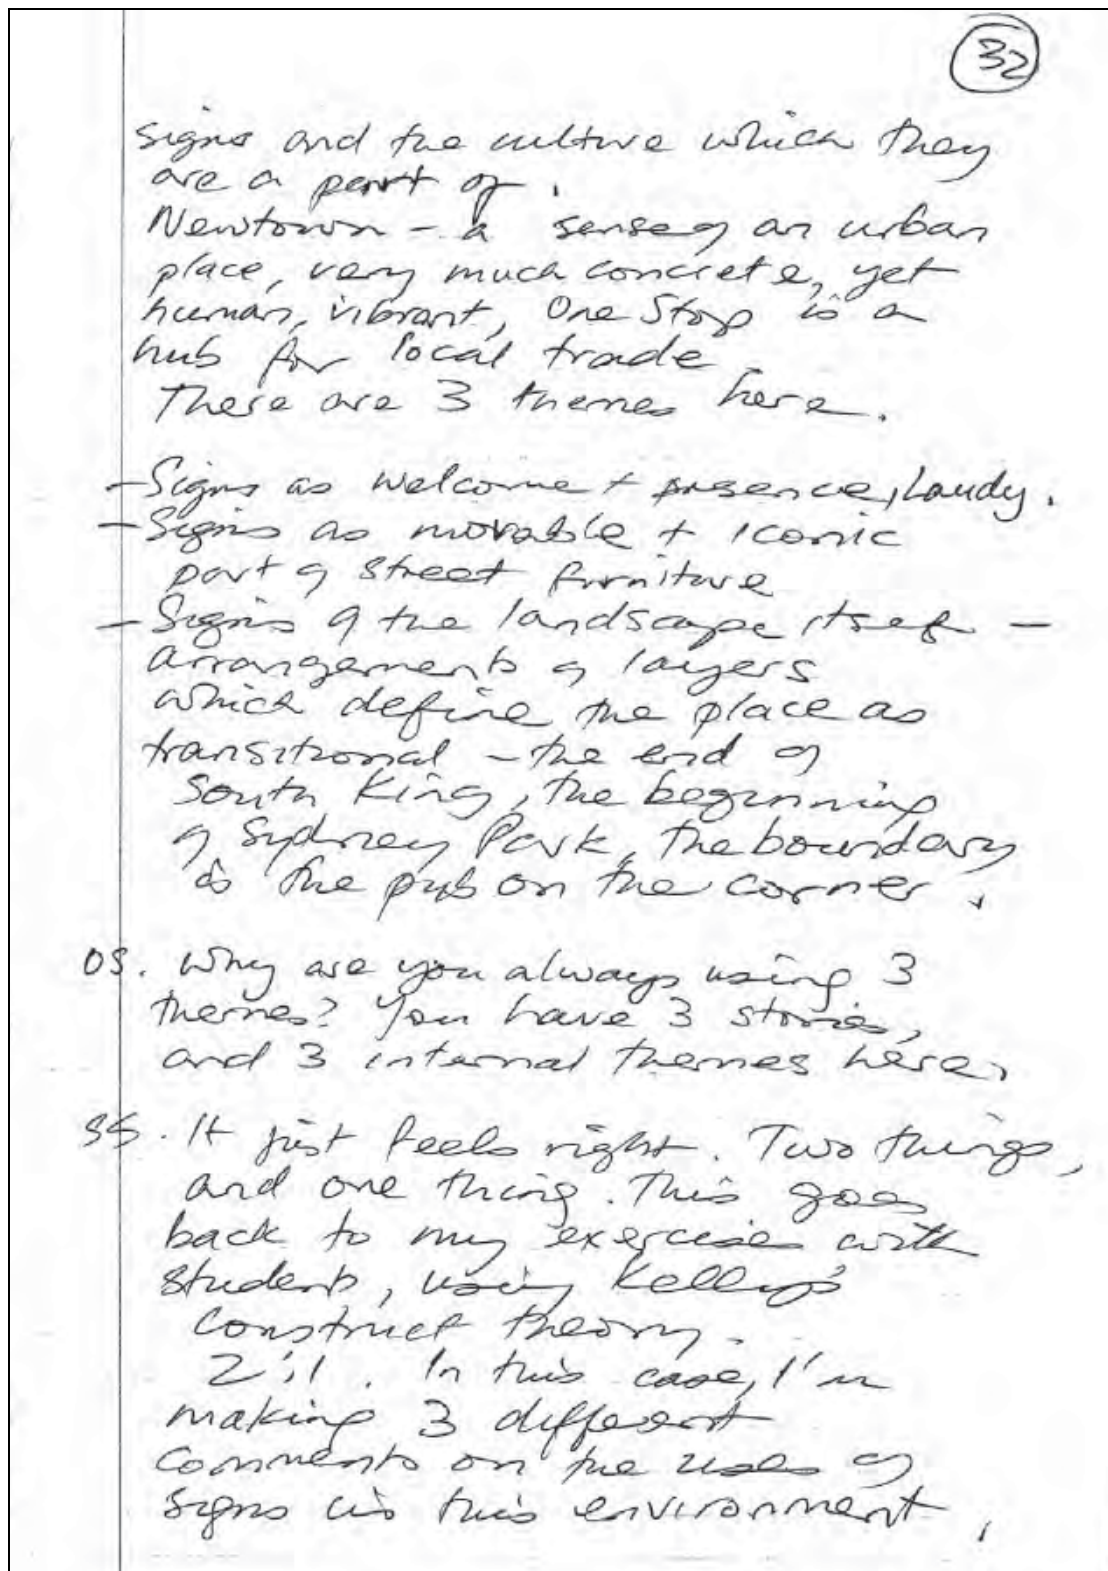 32
signs and the culture which they
are a part of.
Newtown - a sense of an urban
place, very much concrete, yet
human, vibrant, One Stop is a
hub for local trade.
There are 3 themes here.
- Signs as welcome + presence,
- Signs as movable + iconic
part of street furniture
- Signs of the landscape itself -
arrangements of layers
which define the place as
transitional - the end of
South King, the beginning
of Sydney Park, the boundary
is the pub on the corner.
OS. Why are you always using 3
themes? You have 3 stories,
and 3 internal themes here,
SS. It just feels right. Two things,
and one thing. This goes
back to my exercises with
students, using Kelly's
construct theory.
2:1. In this case, I'm
making 3 different
comments on the uses of
signs in this environment.